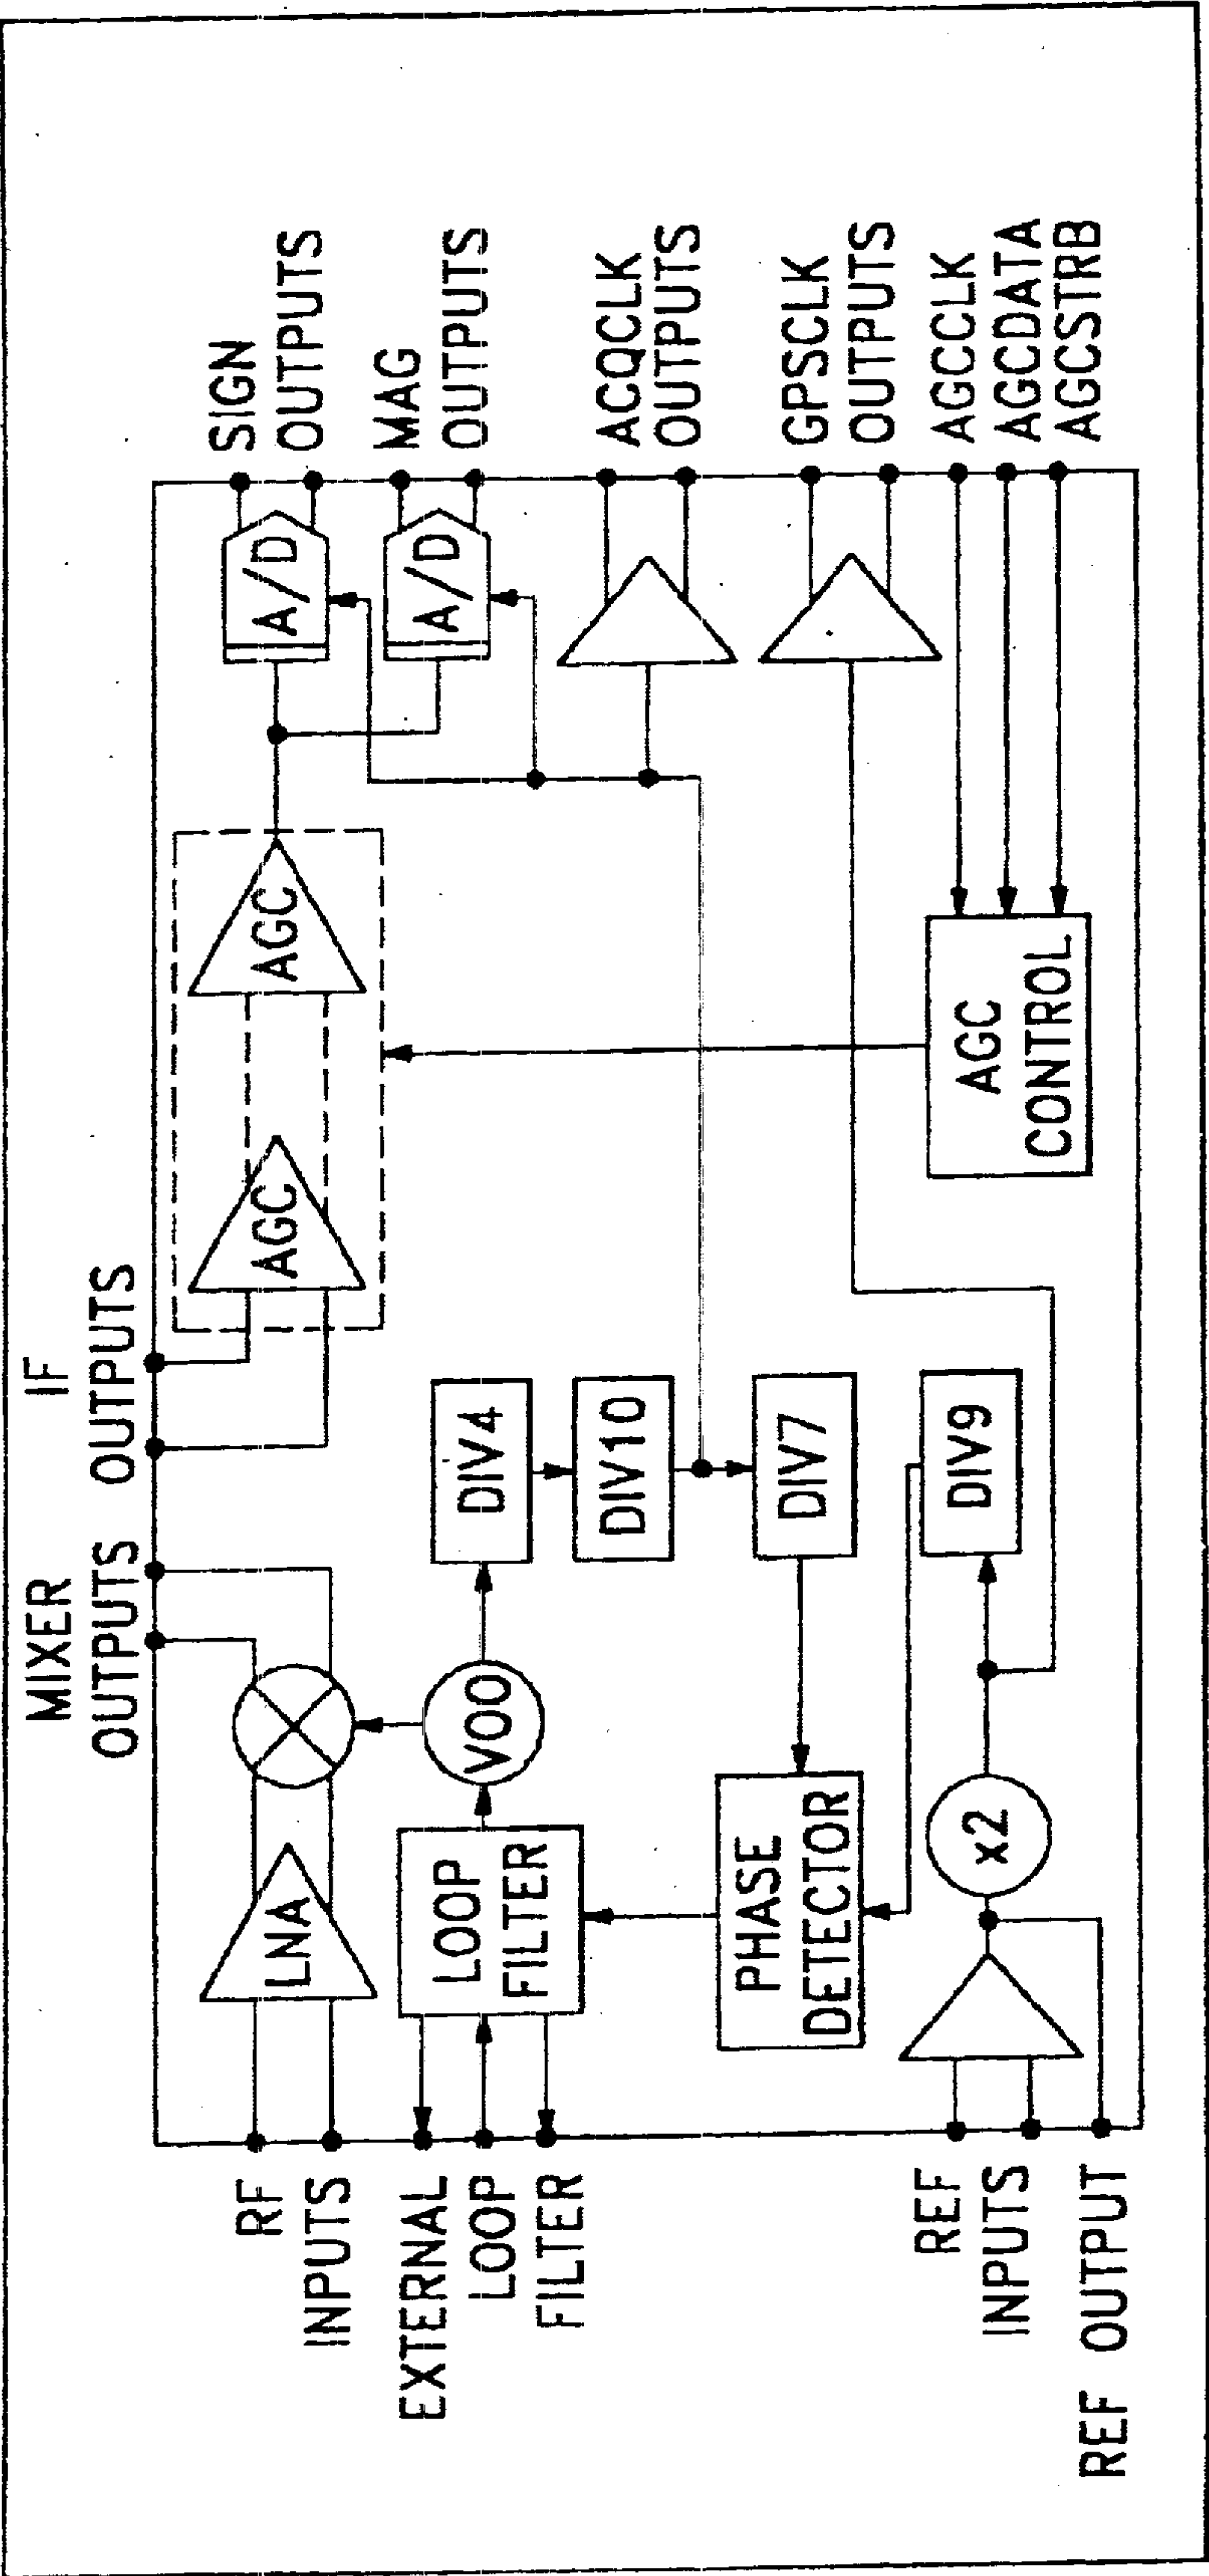 MIXER
OUTPUTS
IF
OUTPUTS
RF
INPUTS
LNA
AGC
AGC
A/D
SIGN
OUTPUTS
A/D
MAG
OUTPUTS
EXTERNAL
LOOP
FILTER
LOOP
FILTER
VOO
DIV4
DIV10
DIV7
DIV9
ACQCLK
OUTPUTS
PHASE
DETECTOR
GPSCLK
OUTPUTS
REF
INPUTS
x2
AGC
CONTROL
AGCCLK
AGCDATA
AGCSTRB
REF OUTPUT